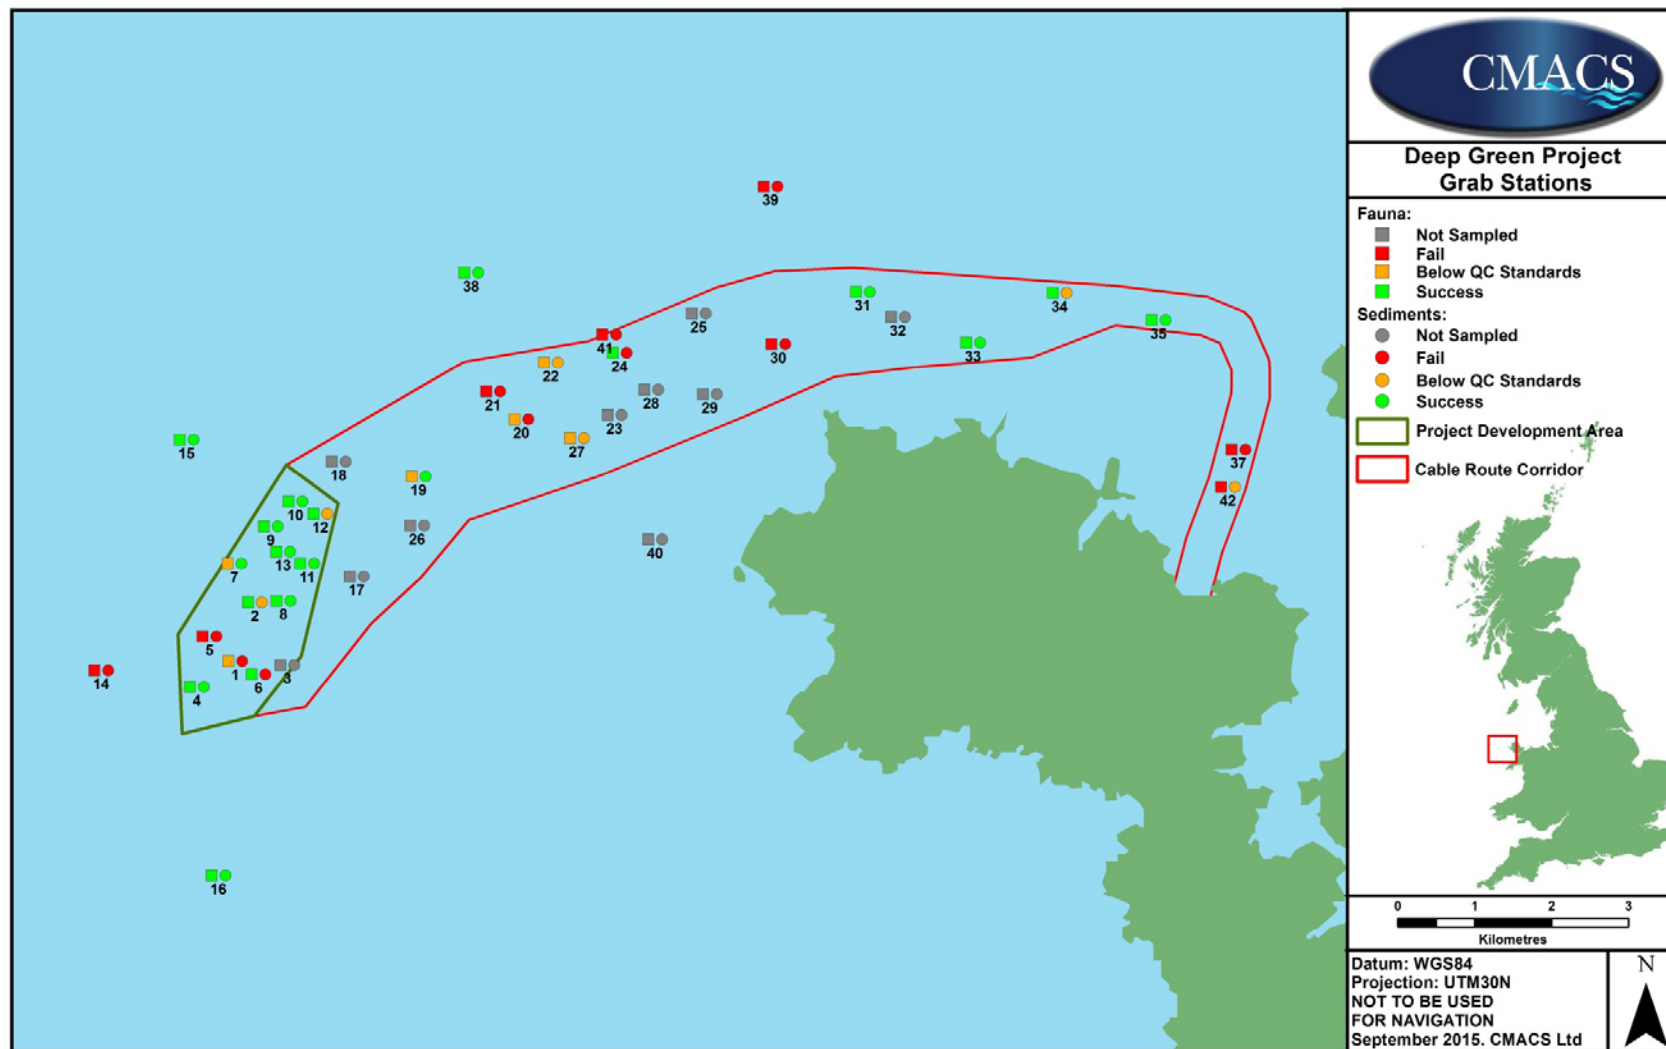 CMACS
Deep Green Project
Grab Stations
Fauna:
Not Sampled
Fail
Below QC Standards
Success
Sediments:
Not Sampled
Fail
Below QC Standards
Success
Project Development Area
Cable Route Corridor
39
38
31
34
25
32
35
41
24
30
33
22
21
28
29
20
23
15
27
37
18
19
42
10
12
9
26
13
40
7
11
17
2
8
5
1
3
14
6
4
16
0 1 2 3
Kilometres
Datum: WGS84
Projection: UTM30N
NOT TO BE USED
FOR NAVIGATION
September 2015. CMACS Ltd
N